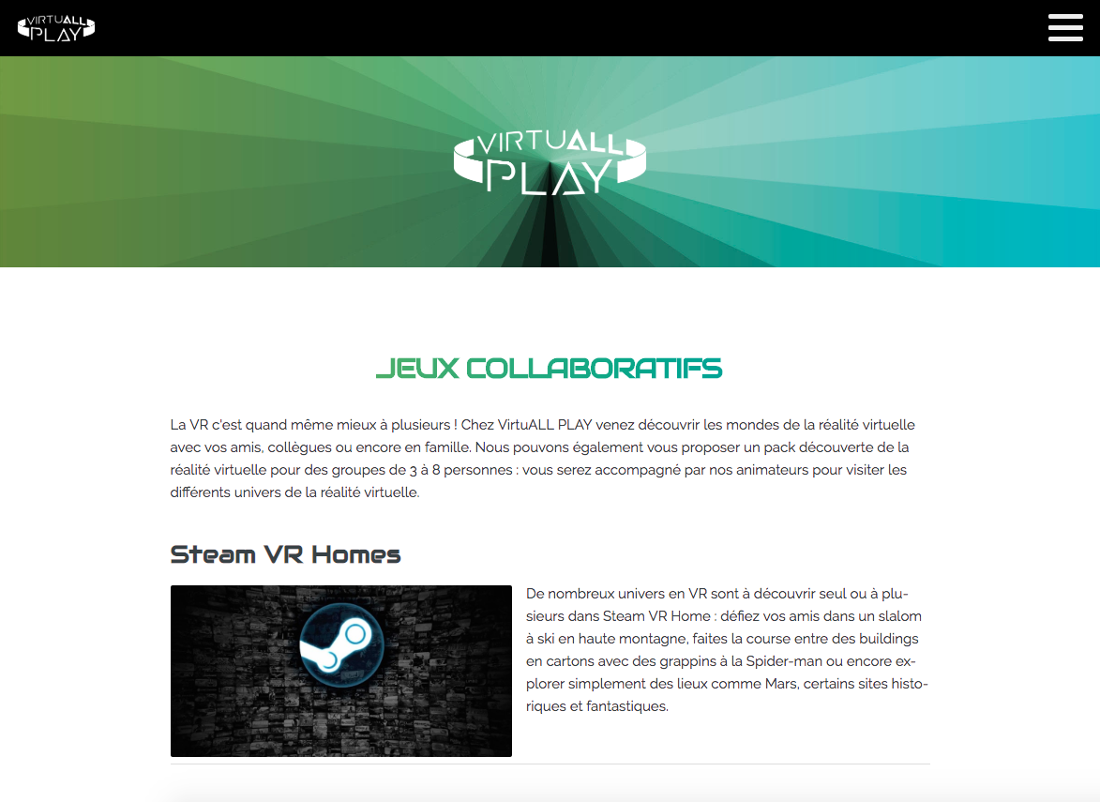 VIRTUALL
PLAY
VIRTUALL
PLAY
JEUX COLLABORATIFS
La VR c'est quand même mieux à plusieurs ! Chez VirtuALL PLAY venez découvrir les mondes de la réalité virtuelle
avec vos amis, collègues ou encore en famille. Nous pouvons également vous proposer un pack découverte de la
réalité virtuelle pour des groupes de 3 à 8 personnes : vous serez accompagné par nos animateurs pour visiter les
différents univers de la réalité virtuelle.
Steam VR Homes
De nombreux univers en VR sont à découvrir seul ou à plu-
sieurs dans Steam VR Home : défiez vos amis dans un slalom
à ski en haute montagne, faites la course entre des buildings
en cartons avec des grappins à la Spider-man ou encore ex-
plorer simplement des lieux comme Mars, certains sites histo-
riques et fantastiques.